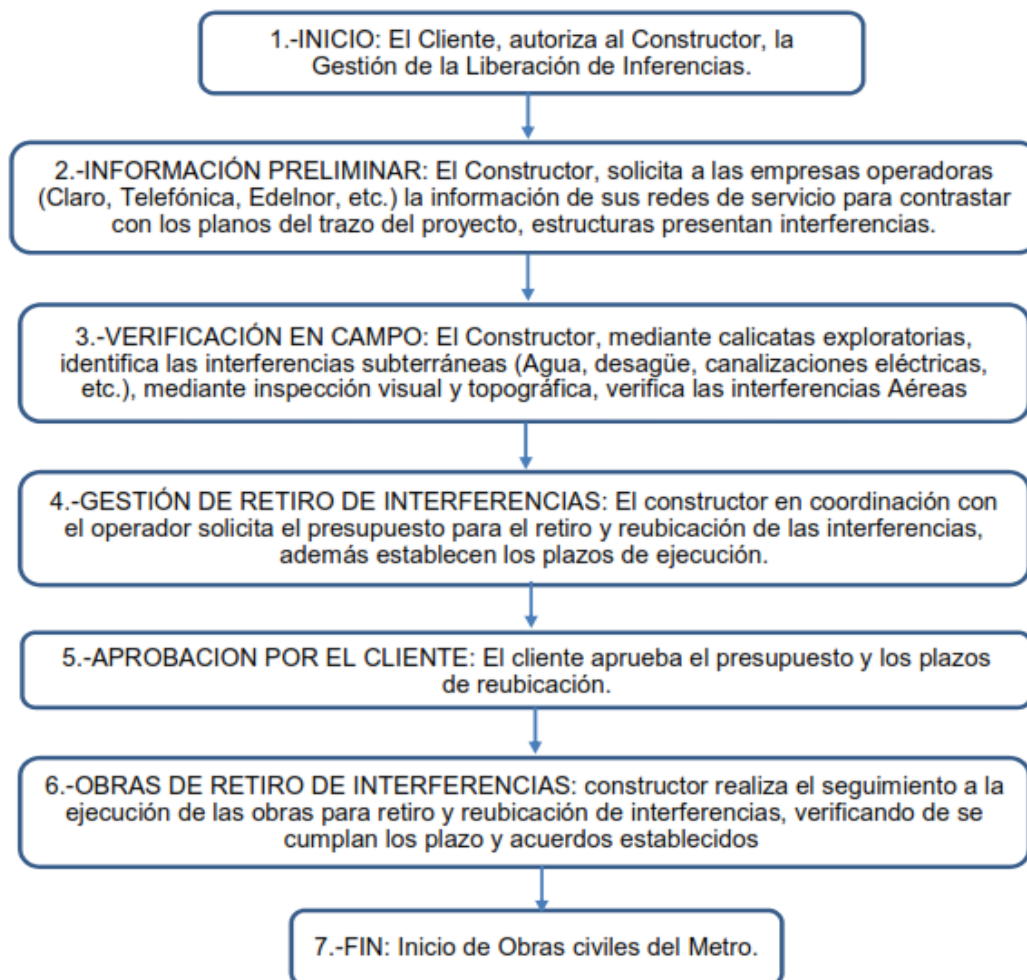 1.-INICIO: El Cliente, autoriza al Constructor, la
Gestión de la Liberación de Inferencias.
2.-INFORMACIÓN PRELIMINAR: El Constructor, solicita a las empresas operadoras
(Claro, Telefónica, Edelnor, etc.) la información de sus redes de servicio para contrastar
con los planos del trazo del proyecto, estructuras presentan interferencias.
3.-VERIFICACIÓN EN CAMPO: El Constructor, mediante calicatas exploratorias,
identifica las interferencias subterráneas (Agua, desagüe, canalizaciones eléctricas,
etc.), mediante inspección visual y topográfica, verifica las interferencias Aéreas
4.-GESTIÓN DE RETIRO DE INTERFERENCIAS: El constructor en coordinación con
el operador solicita el presupuesto para el retiro y reubicación de las interferencias,
además establecen los plazos de ejecución.
5.-APROBACION POR EL CLIENTE: El cliente aprueba el presupuesto y los plazos
de reubicación.
6.-OBRAS DE RETIRO DE INTERFERENCIAS: constructor realiza el seguimiento a la
ejecución de las obras para retiro y reubicación de interferencias, verificando de se
cumplan los plazo y acuerdos establecidos
7.-FIN: Inicio de Obras civiles del Metro.